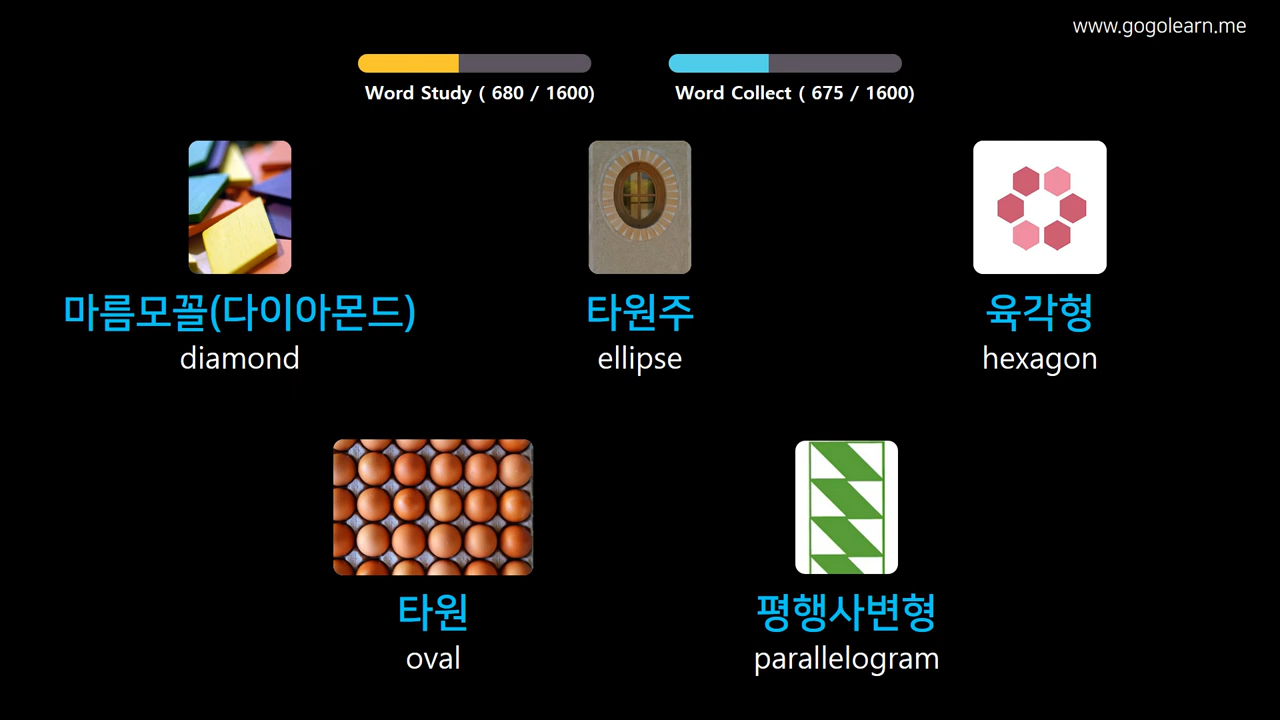 www.gogolearn.me
Word Study ( 680 / 1600)
Word Collect ( 675 / 1600)
마름모꼴(다이아몬드)
diamond
타원주
ellipse
육각형
hexagon
타원
oval
평행사변형
parallelogram